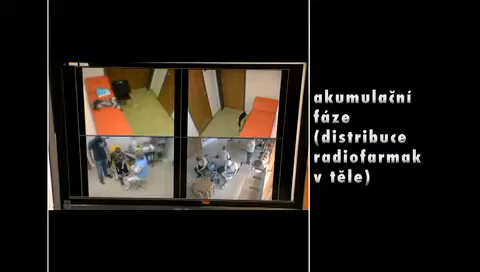 akumulační
fáze
(distribuce
radiofarmak
v těle)